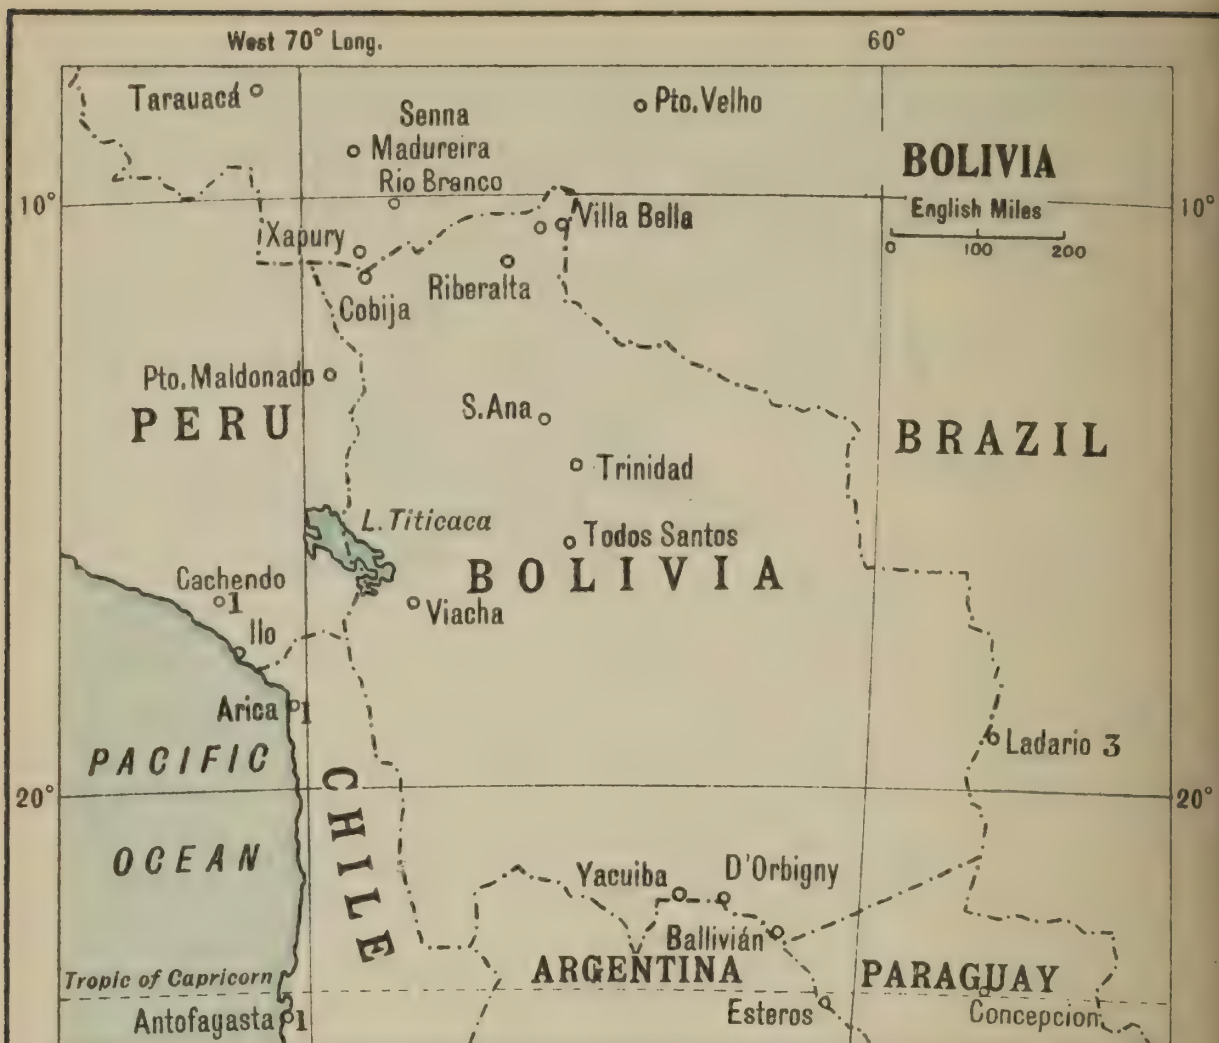 West 70° Long.
60°
Tarauacá
Pto. Velho
Senna
Madureira
BOLIVIA
Rio Branco
10°
English Miles
10°
Villa Bella
Xapury
0 100 200
Riberalta
Cobija
Pto. Maldonado
PERU
S. Ana
BRAZIL
Trinidad
L. Titicaca
Todos Santos
BOLIVIA
Cachendo
1
Viacha
Ilo
Arica 1
Ladario 3
PACIFIC
CHILE
20°
20°
OCEAN
Yacuiba
D'Orbigny
Ballivián
ARGENTINA
PARAGUAY
Tropic of Capricorn
Antofagasta 1
Esteros
Concepcion